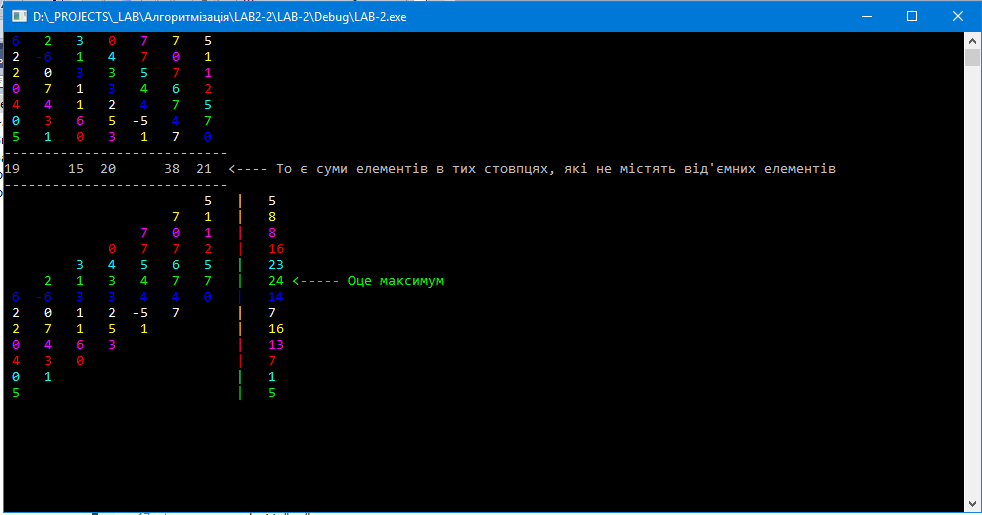 D:\_PROJECTS\_LAB\Алгоритмізація\LAB2-2\LAB-2\Debug\LAB-2.exe
6 2 3 0 7 7 5
2 -6 1 4 7 0 1
2 0 3 3 5 7 1
0 7 1 3 4 6 2
4 4 1 2 4 7 5
0 3 6 5 -5 4 7
5 1 0 3 1 7 0
----------------------------
19 15 20 38 21 <---- То є суми елементів в тих стовпцях, які не містять від'ємних елементів
----------------------------
5 | 5
7 1 | 8
7 0 1 | 8
0 7 7 2 | 16
3 4 5 6 5 | 23
2 1 3 4 7 7 | 24 <----- Оце максимум
6 -6 3 3 4 4 0 | 14
2 0 1 2 -5 7 | 7
2 7 1 5 1 | 16
0 4 6 3 | 13
4 3 0 | 7
0 1 | 1
5 | 5